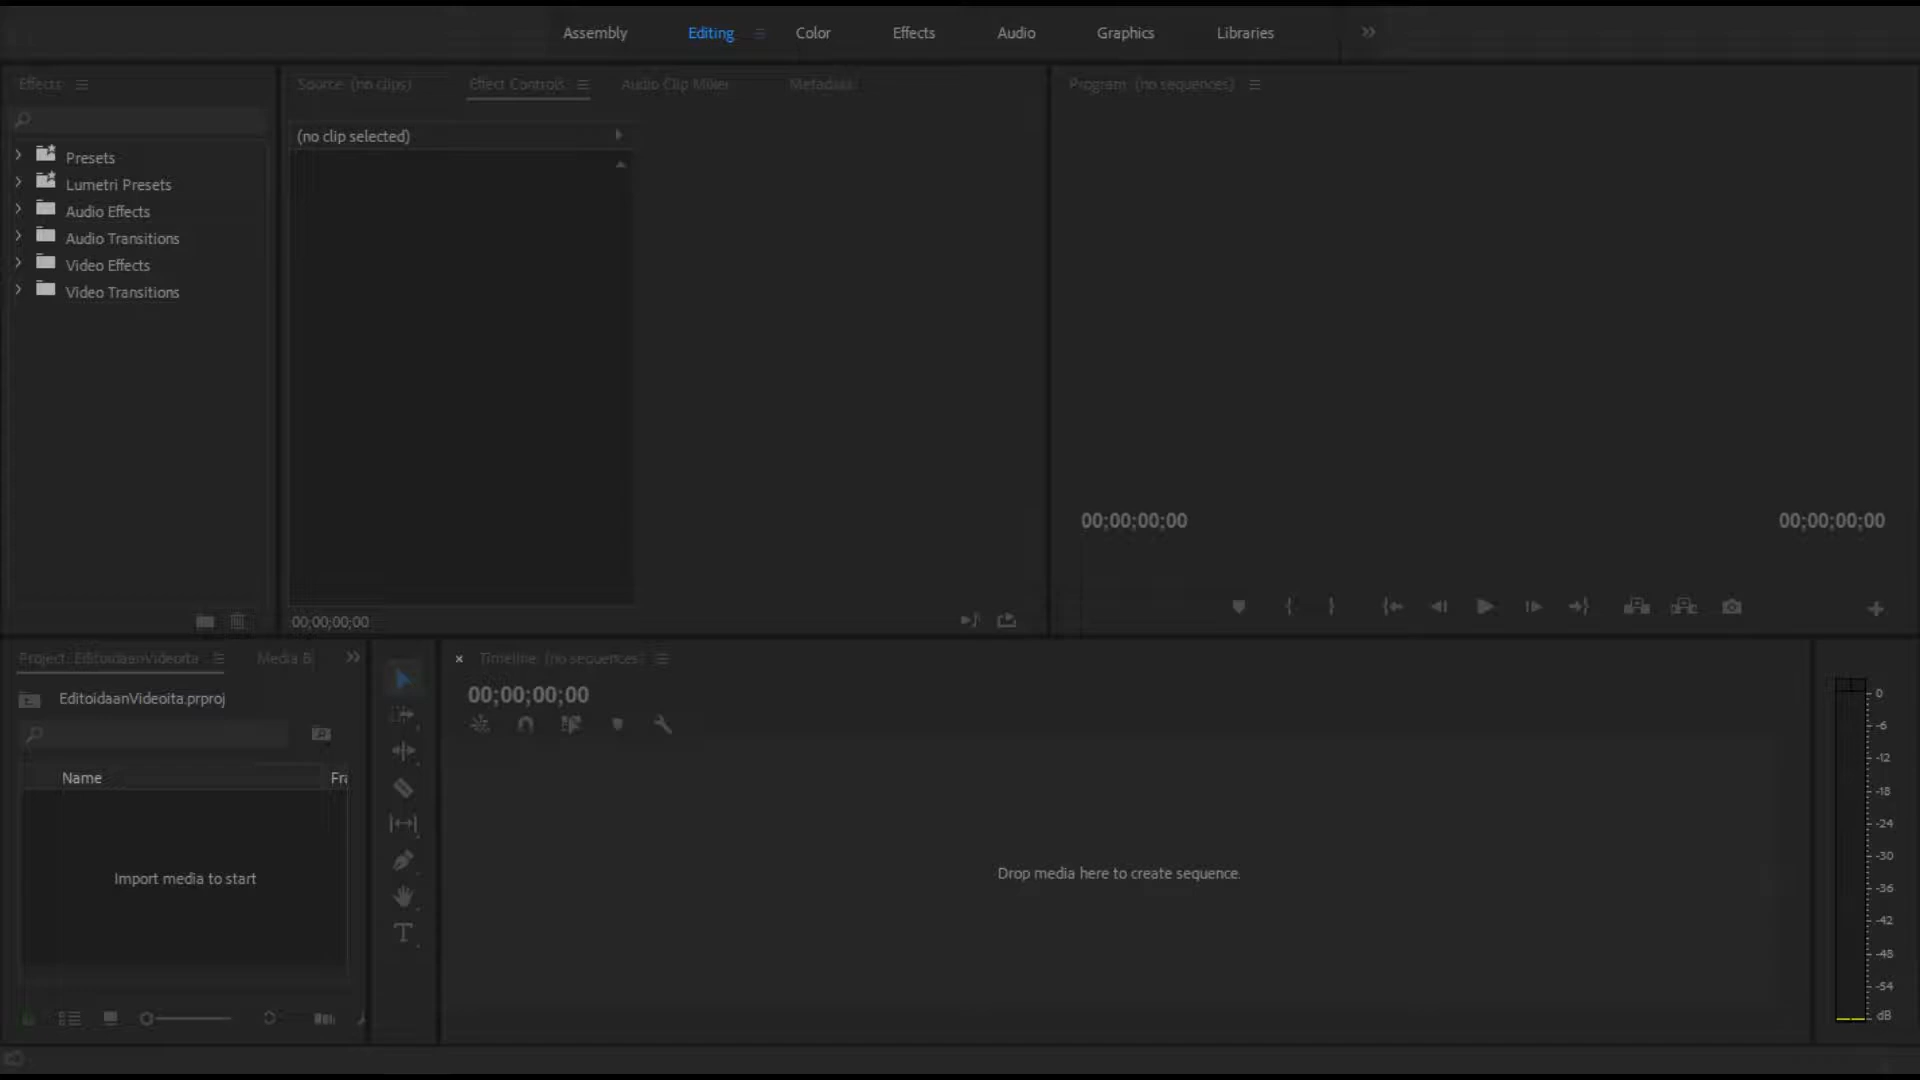 Assembly
Editing
Color
Effects
Audio
Graphics
Libraries
Effects
Source: (no clips)
Effect Controls
Audio Clip Mixer
Metadata
Program: (no sequences)
(no clip selected)
Presets
Lumetri Presets
Audio Effects
Audio Transitions
Video Effects
Video Transitions
00;00;00;00
00;00;00;00
00;00;00;00
Project: EditoidaanVideoita
Media B
Timeline: (no sequences)
EditoidaanVideoita.prproj
00;00;00;00
Name
Fra
Import media to start
Drop media here to create sequence.
0
-6
-12
-18
-24
-30
-36
-42
-48
-54
dB